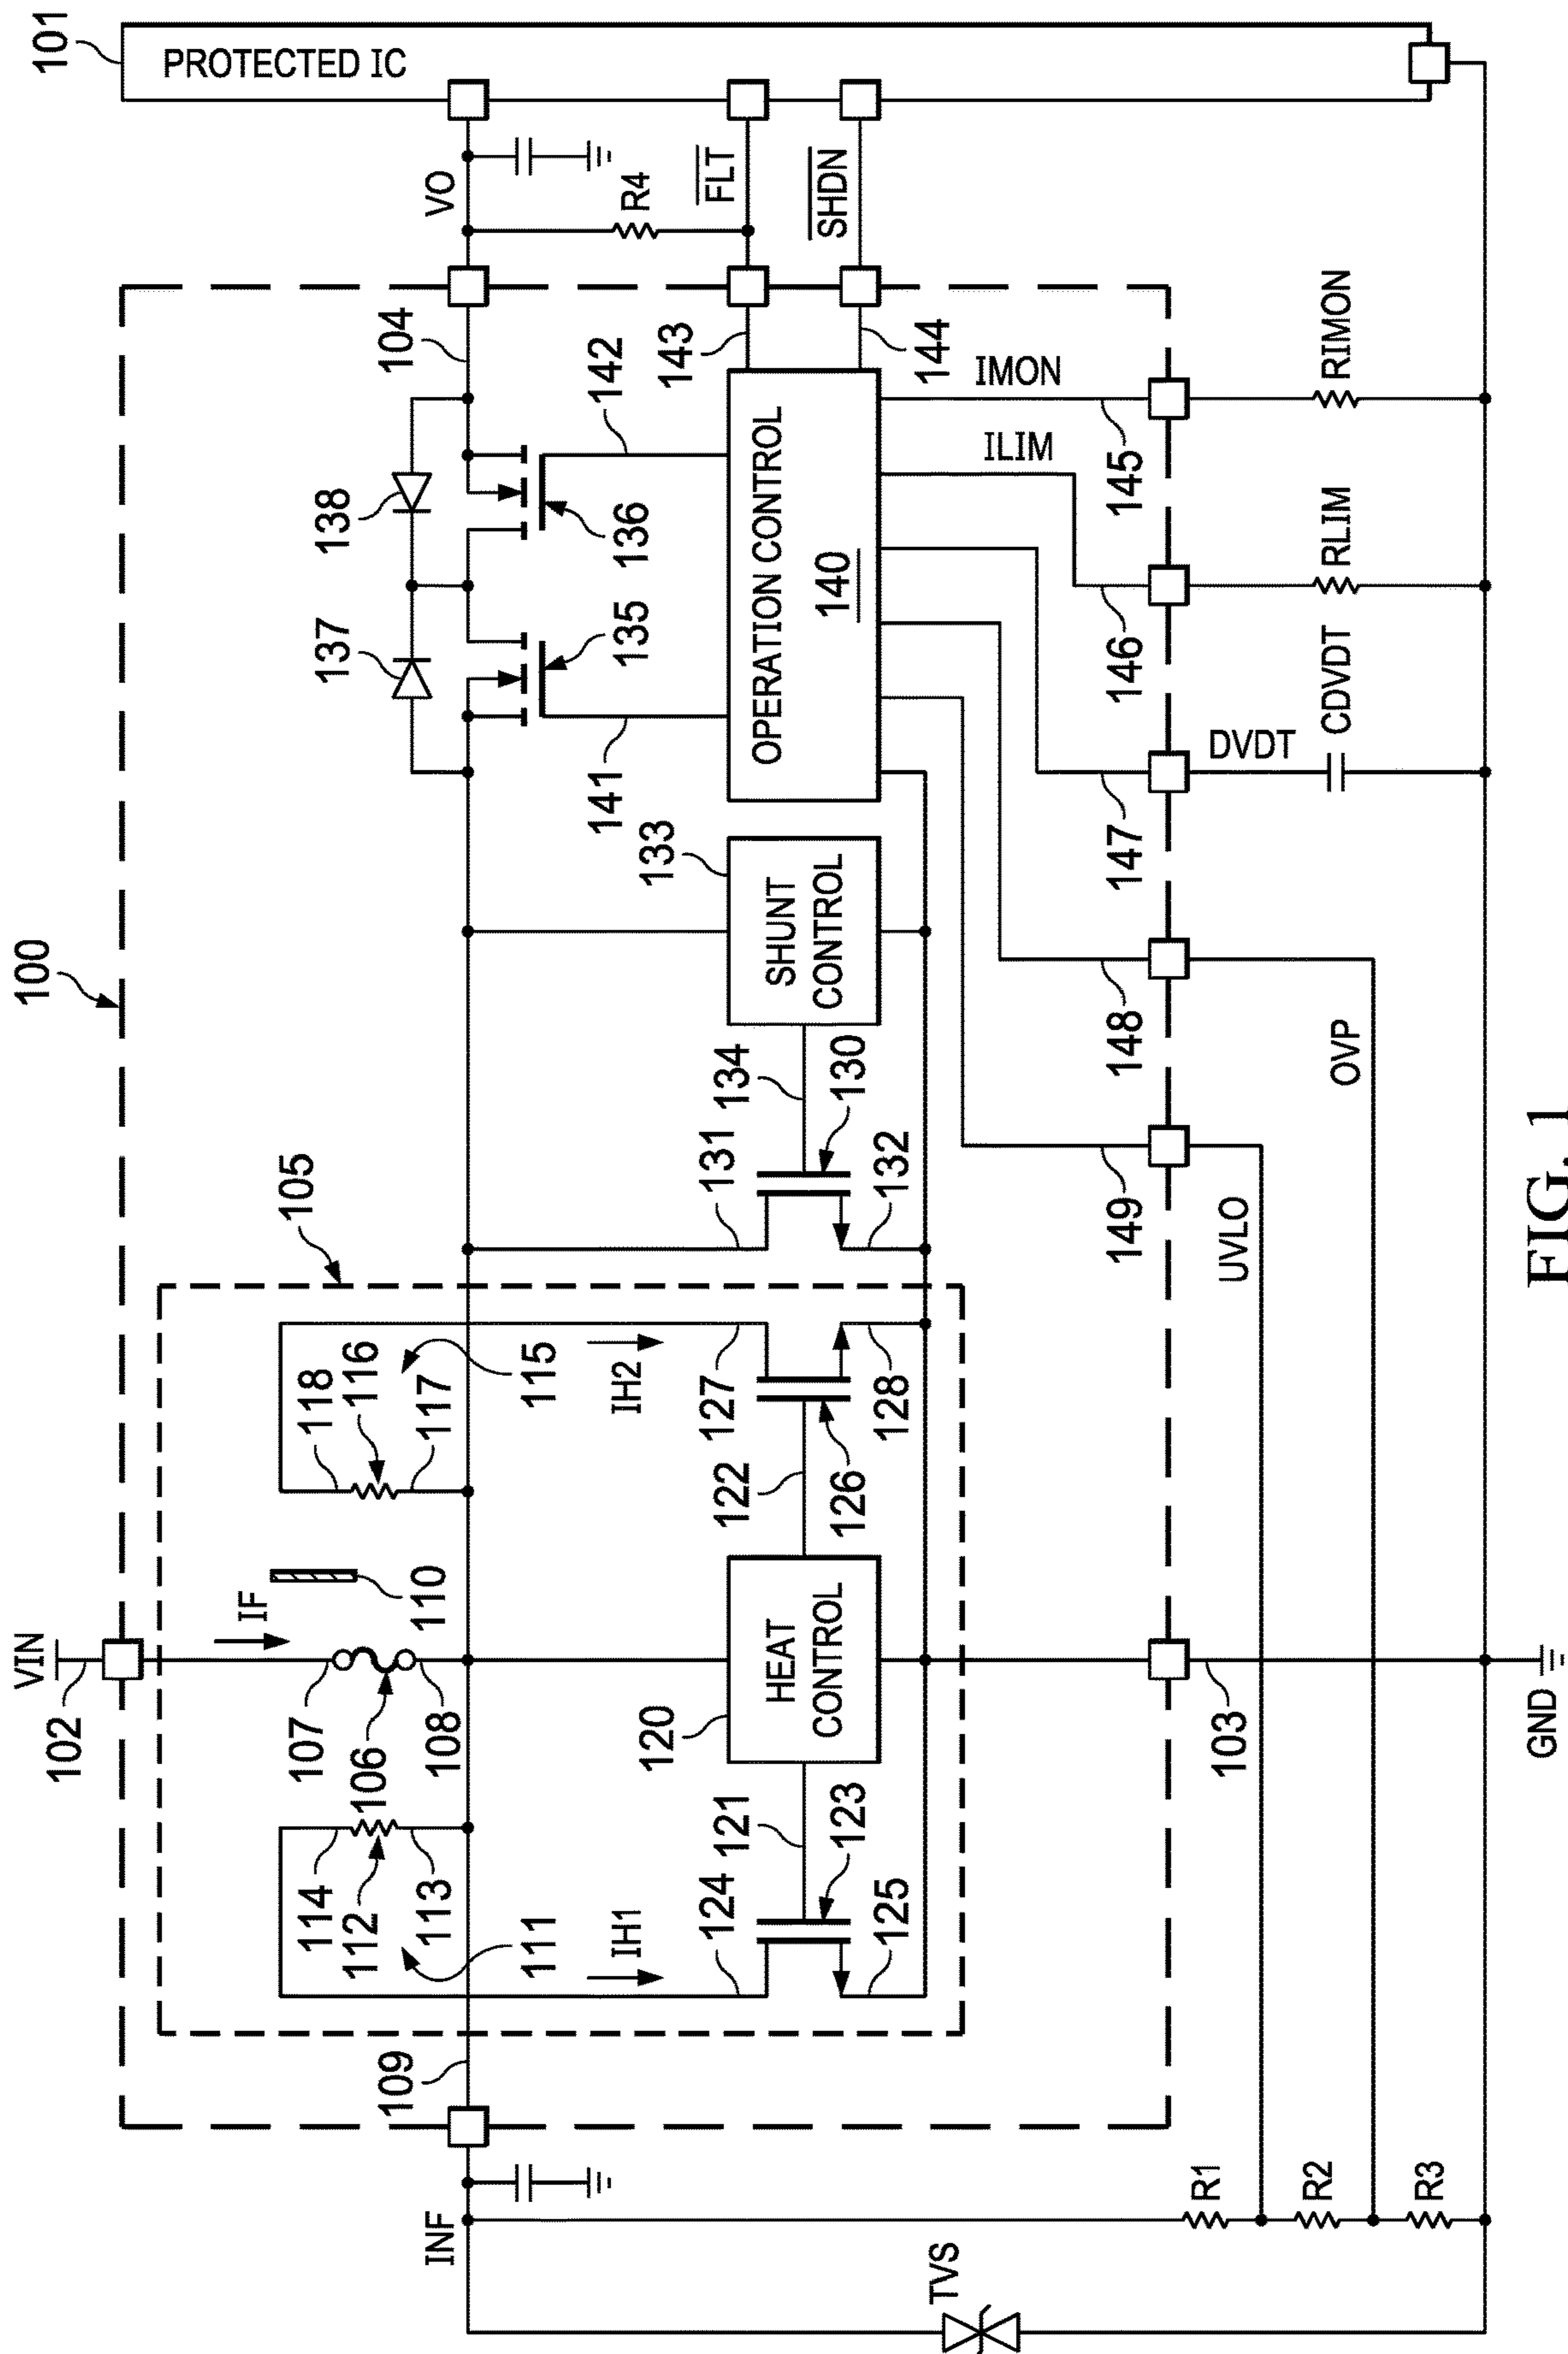 VIN
100
101
102
PROTECTED IC
IF
105
107
114
118
137
138
112
106
116
109
113
108
110
117
104
INF
VO
111
115
IH1
IH2
141
135
136
142
120
133
143
R4
124
121
122
127
131
134
FLT
HEAT CONTROL
SHUNT CONTROL
OPERATION CONTROL
140
SHDN
123
126
130
125
128
132
144
TVS
IMON
ILIM
149
148
147
146
145
R1
103
UVLO
DVDT
R2
OVP
CDVDT
RLIM
RIMON
R3
GND
FIG. 1